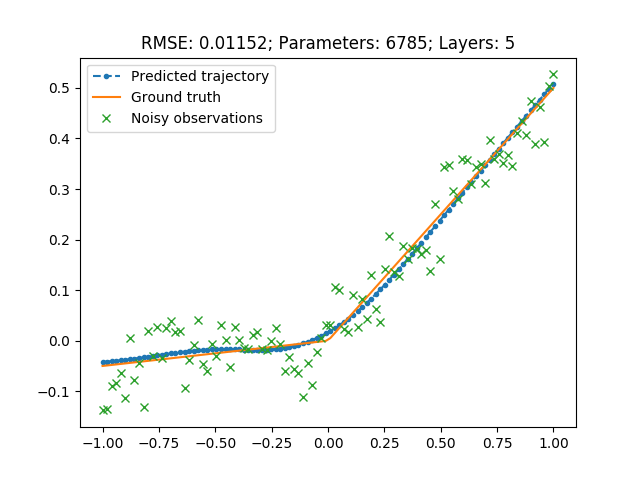 RMSE: 0.01152; Parameters: 6785; Layers: 5
Predicted trajectory
Ground truth
Noisy observations
0.5
0.4
0.3
0.2
0.1
0.0
−0.1
−1.00 −0.75 −0.50 −0.25 0.00 0.25 0.50 0.75 1.00